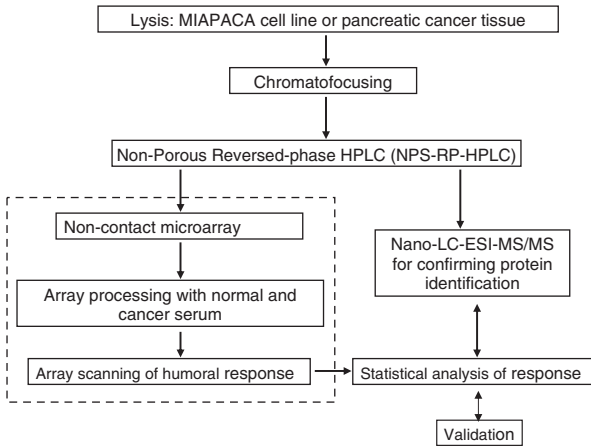 Lysis: MIAPACA cell line or pancreatic cancer tissue
Chromatofocusing
Non-Porous Reversed-phase HPLC (NPS-RP-HPLC)
Non-contact microarray
Array processing with normal and
cancer serum
Array scanning of humoral response
Nano-LC-ESI-MS/MS
for confirming protein
identification
Statistical analysis of response
Validation